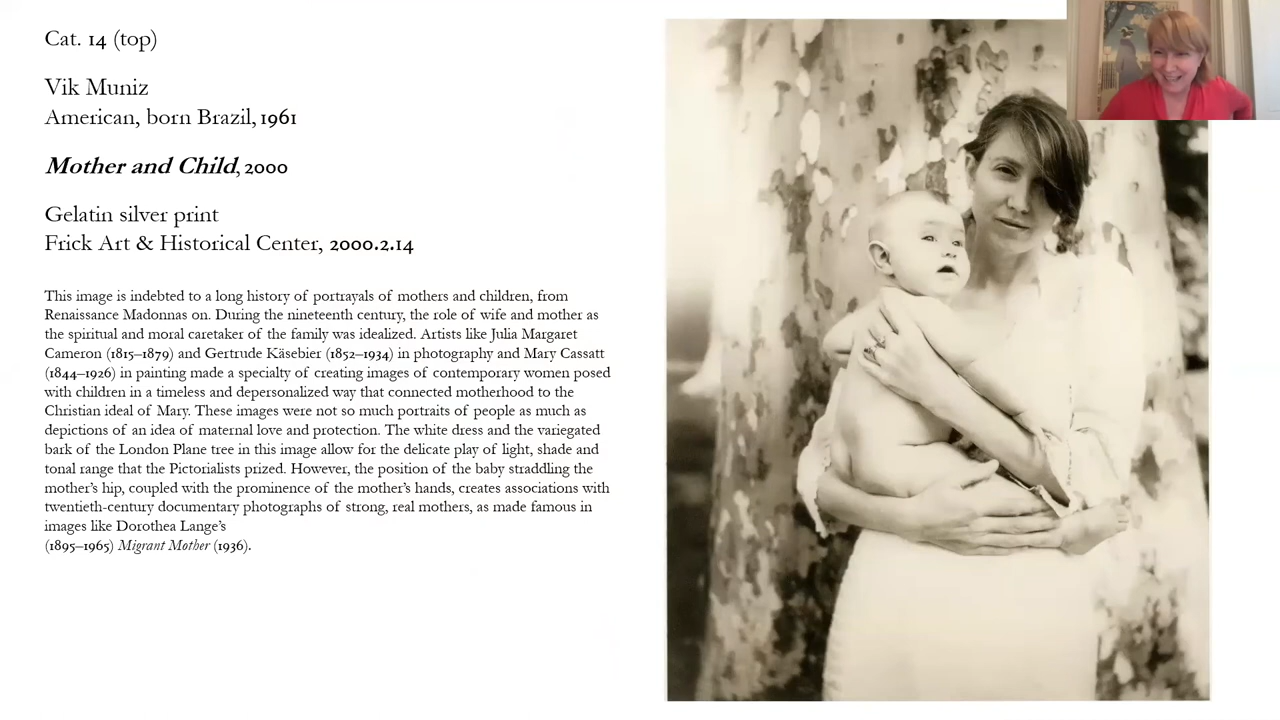 Cat. 14 (top)
Vik Muniz
American, born Brazil, 1961
Mother and Child, 2000
Gelatin silver print
Frick Art & Historical Center, 2000.2.14
This image is indebted to a long history of portrayals of mothers and children, from
Renaissance Madonnas on. During the nineteenth century, the role of wife and mother as
the spiritual and moral caretaker of the family was idealized. Artists like Julia Margaret
Cameron (1815–1879) and Gertrude Käsebier (1852–1934) in photography and Mary Cassatt
(1844–1926) in painting made a specialty of creating images of contemporary women posed
with children in a timeless and depersonalized way that connected motherhood to the
Christian ideal of Mary. These images were not so much portraits of people as much as
depictions of an idea of maternal love and protection. The white dress and the variegated
bark of the London Plane tree in this image allow for the delicate play of light, shade and
tonal range that the Pictorialists prized. However, the position of the baby straddling the
mother’s hip, coupled with the prominence of the mother’s hands, creates associations with
twentieth-century documentary photographs of strong, real mothers, as made famous in
images like Dorothea Lange’s
(1895–1965) Migrant Mother (1936).